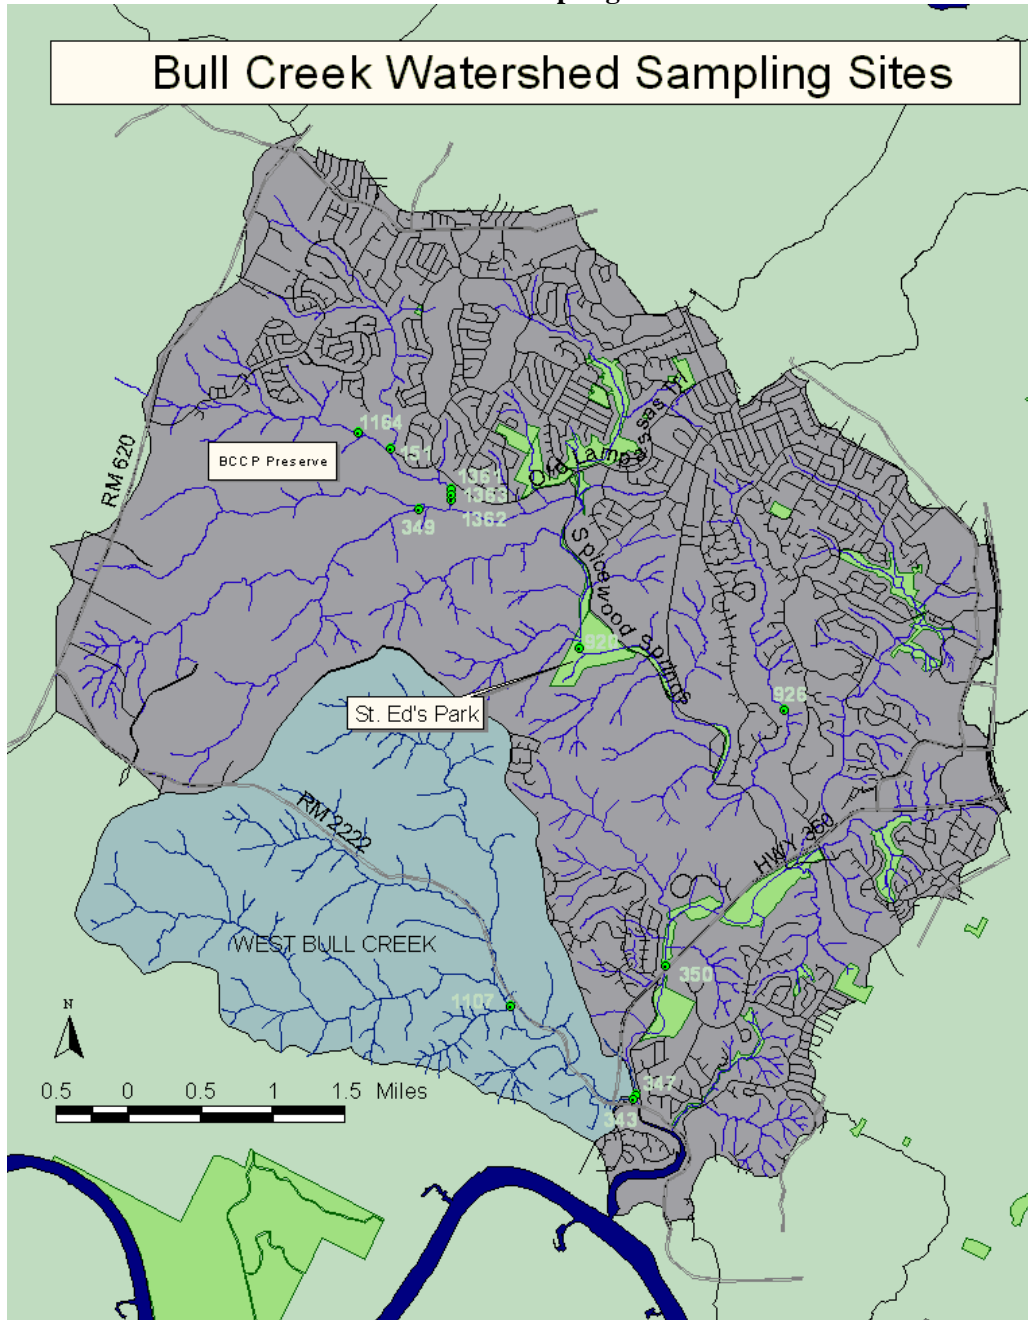 Bull Creek Watershed Sampling Sites
RM 620
1164
151
BCCP Preserve
1361
1363
1362
349
Old Lampassas Tr
Spicewood Springs
920
St. Ed's Park
926
RM 2222
HWY 360
WEST BULL CREEK
350
1107
N
347
343
0.5 0 0.5 1 1.5 Miles